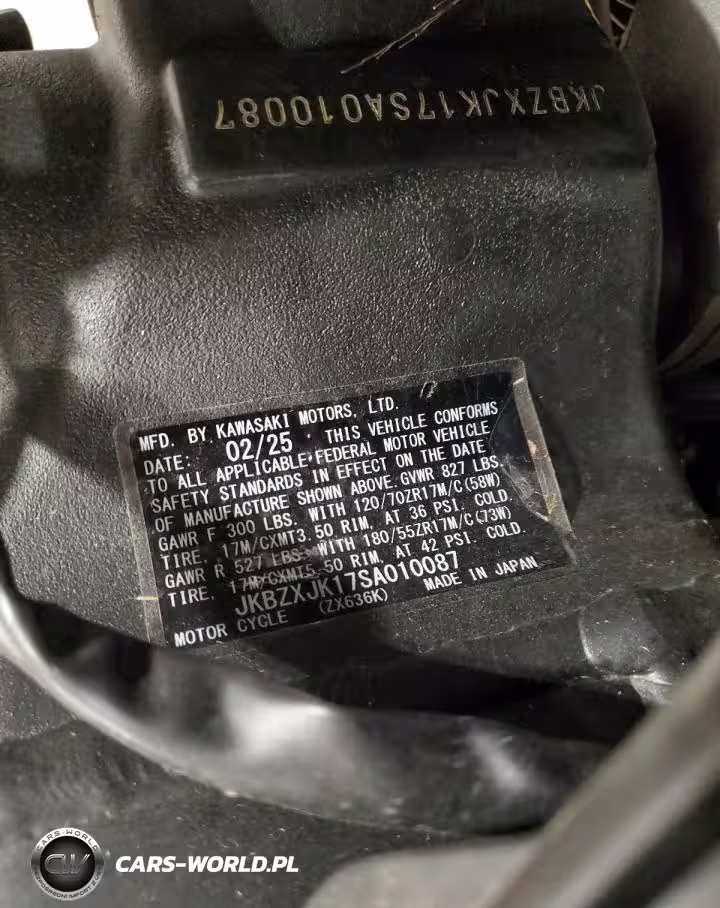 JKBZXJK17SA010087
MFD. BY KAWASAKI MOTORS, LTD.
DATE: 02/25 . THIS VEHICLE CONFORMS
TO ALL APPLICABLE FEDERAL MOTOR VEHICLE
SAFETY STANDARDS IN EFFECT ON THE DATE
OF MANUFACTURE SHOWN ABOVE. GVWR 827 LBS.
GAWR F 300 LBS. WITH 120/70ZR17M/C(58W)
TIRE, 17M/CXMT3.50 RIM, AT 36 PSI. COLD.
GAWR R 527 LBS. WITH 180/55ZR17M/C(73W)
TIRE, 17M/CXMT5.50 RIM, AT 42 PSI. COLD.
JKBZXJK17SA010087
MOTOR CYCLE (ZX636K) MADE IN JAPAN
CARS-WORLD
CW
CARS-WORLD.PL